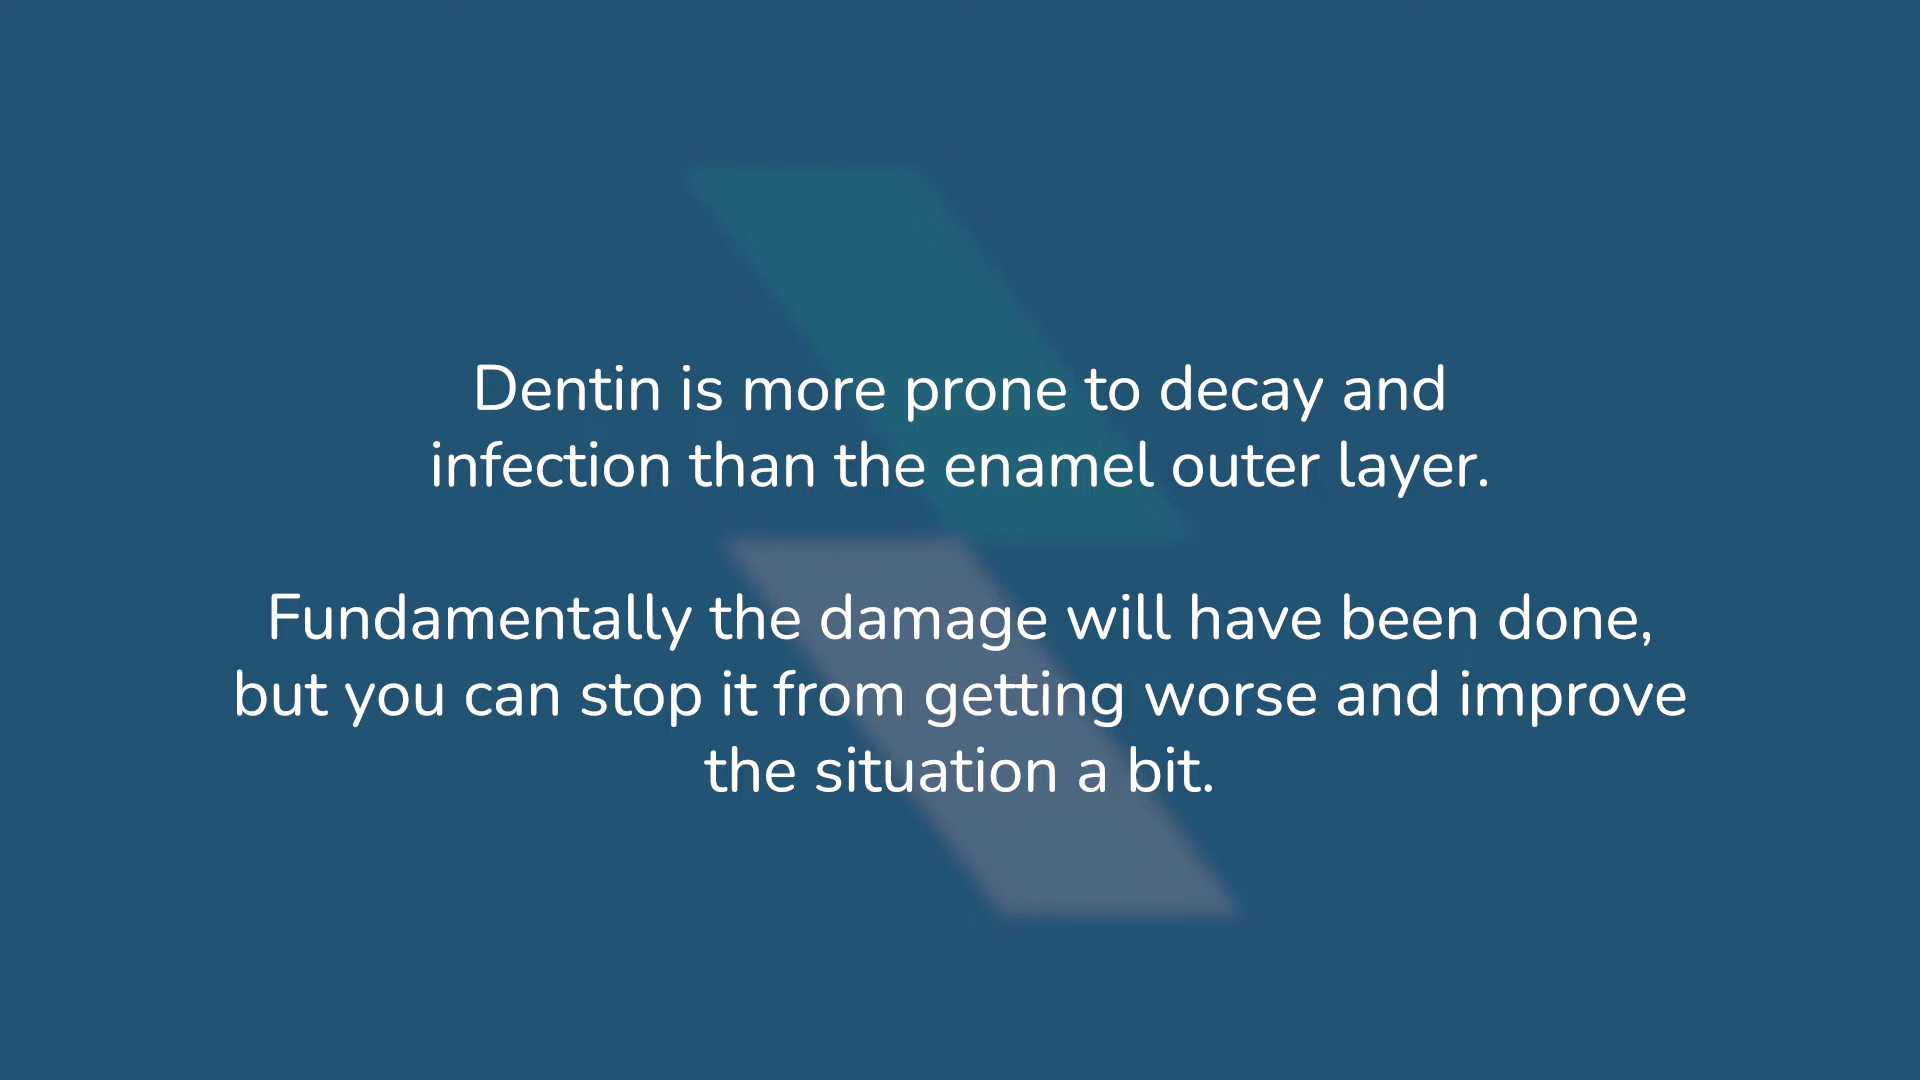 Dentin is more prone to decay and
infection than the enamel outer layer.
Fundamentally the damage will have been done,
but you can stop it from getting worse and improve
the situation a bit.